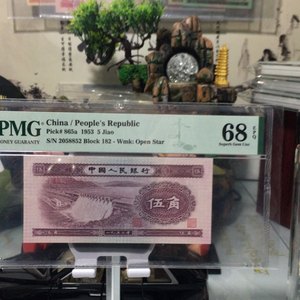 PMG
MONEY GUARANTY
China / People's Republic
Pick# 865a 1953 5 Jiao
S/N 2058852 Block 182 - Wmk: Open Star
68 EPQ
Superb Gem Unc
中国人民银行
伍角